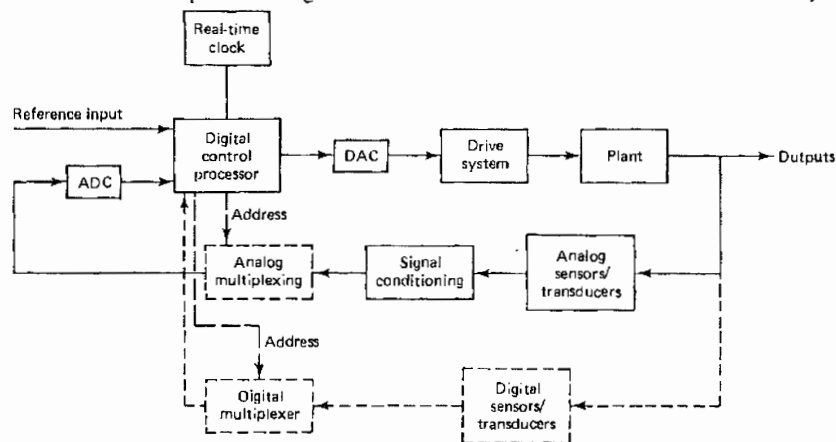 Real-time
clock
Reference input
Digital
control
processor
DAC
Drive
system
Plant
Outputs
ADC
Address
Analog
multiplexing
Signal
conditioning
Analog
sensors/
transducers
Address
Digital
multiplexer
Digital
sensors/
transducers